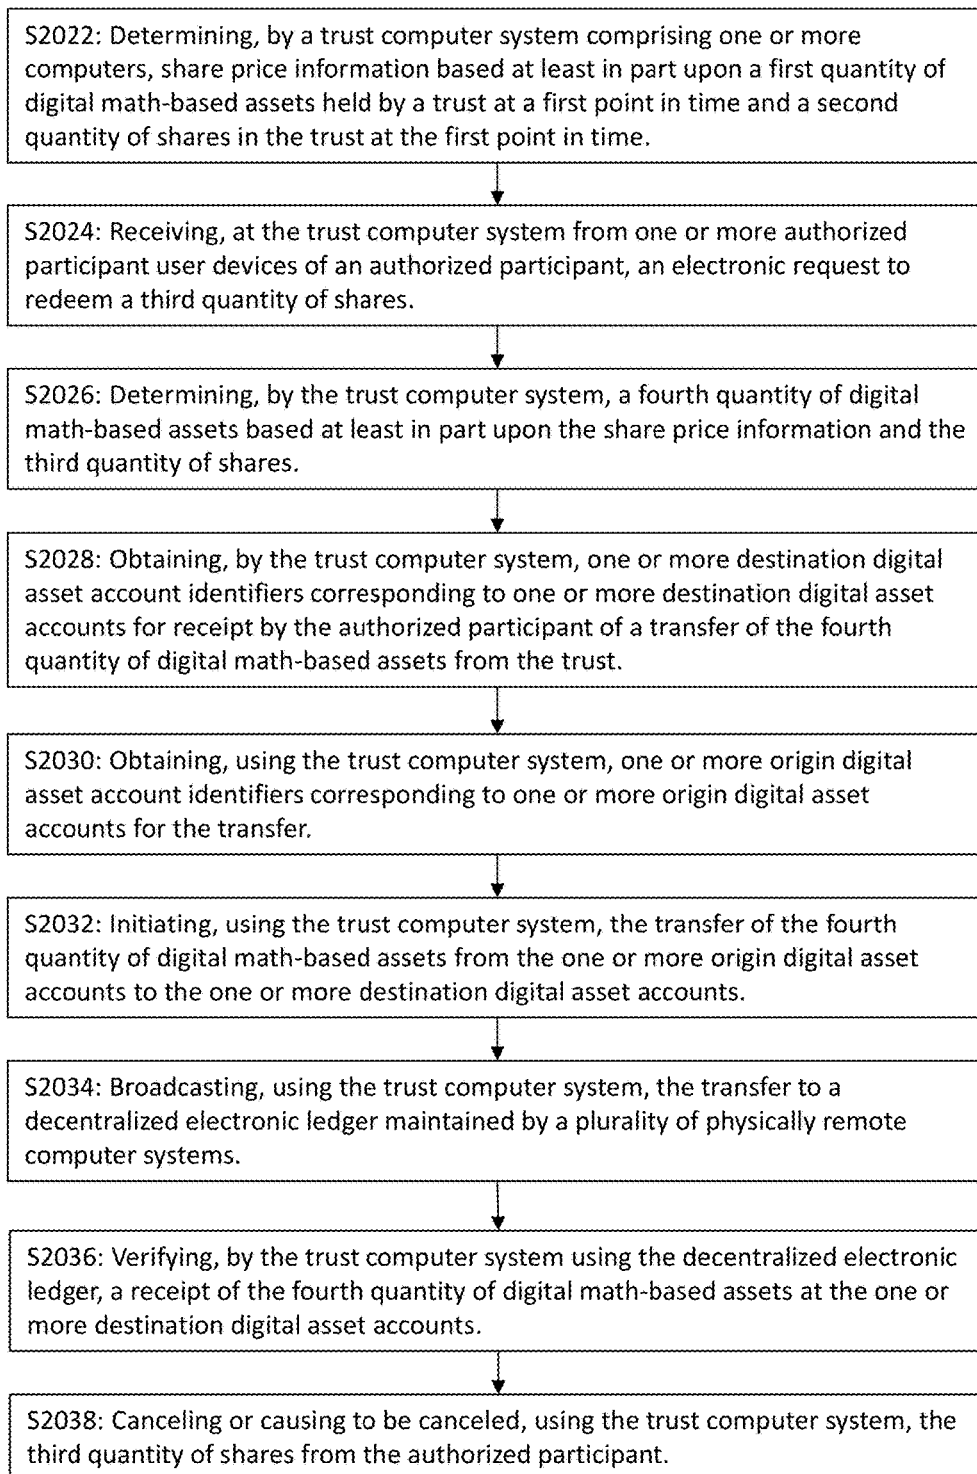 S2022: Determining, by a trust computer system comprising one or more
computers, share price information based at least in part upon a first quantity of
digital math-based assets held by a trust at a first point in time and a second
quantity of shares in the trust at the first point in time.
S2024: Receiving, at the trust computer system from one or more authorized
participant user devices of an authorized participant, an electronic request to
redeem a third quantity of shares.
S2026: Determining, by the trust computer system, a fourth quantity of digital
math-based assets based at least in part upon the share price information and the
third quantity of shares.
S2028: Obtaining, by the trust computer system, one or more destination digital
asset account identifiers corresponding to one or more destination digital asset
accounts for receipt by the authorized participant of a transfer of the fourth
quantity of digital math-based assets from the trust.
S2030: Obtaining, using the trust computer system, one or more origin digital
asset account identifiers corresponding to one or more origin digital asset
accounts for the transfer.
S2032: Initiating, using the trust computer system, the transfer of the fourth
quantity of digital math-based assets from the one or more origin digital asset
accounts to the one or more destination digital asset accounts.
S2034: Broadcasting, using the trust computer system, the transfer to a
decentralized electronic ledger maintained by a plurality of physically remote
computer systems.
S2036: Verifying, by the trust computer system using the decentralized electronic
ledger, a receipt of the fourth quantity of digital math-based assets at the one or
more destination digital asset accounts.
S2038: Canceling or causing to be canceled, using the trust computer system, the
third quantity of shares from the authorized participant.